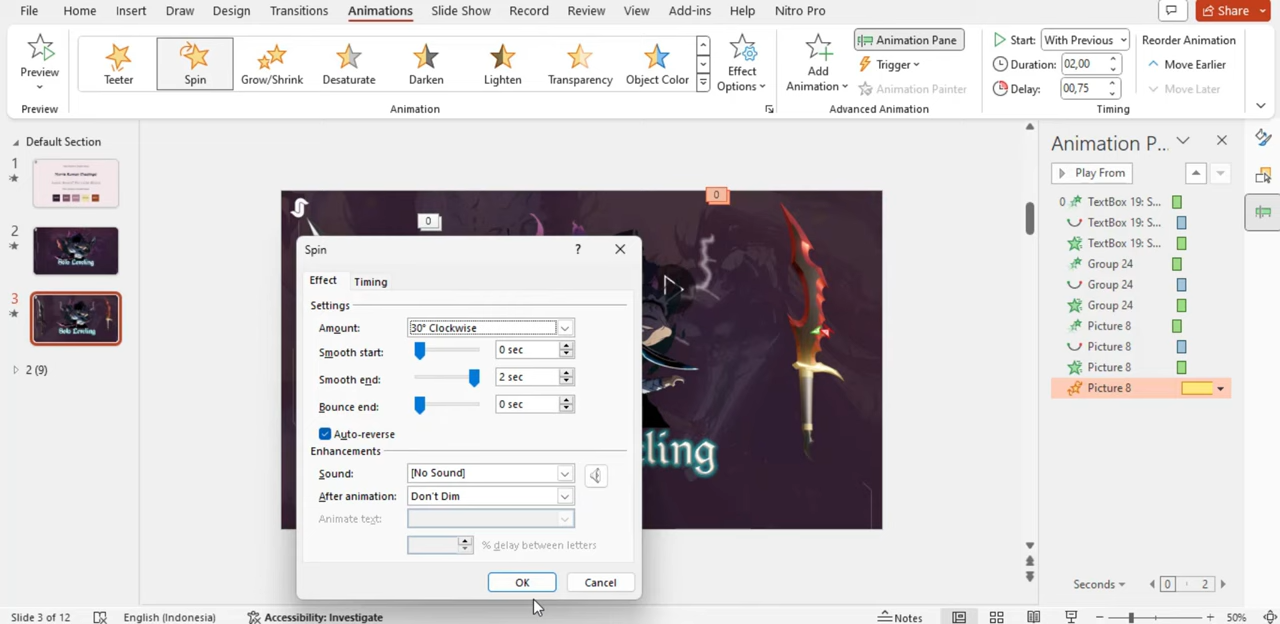 File Home Insert Draw Design Transitions Animations Slide Show Record Review View Add-ins Help Nitro Pro Share
Preview
Preview
Teeter Spin Grow/Shrink Desaturate Darken Lighten Transparency Object Color
Animation
Effect
Options
Add
Animation
Animation Pane
Trigger
Animation Painter
Advanced Animation
Start: With Previous
Duration: 02,00
Delay: 00,75
Timing
Reorder Animation
Move Earlier
Move Later
Default Section
1
2
Solo Leveling
3
Solo Leveling
2 (9)
0
0
ling
Spin
Effect Timing
Settings
Amount: 30° Clockwise
Smooth start: 0 sec
Smooth end: 2 sec
Bounce end: 0 sec
Auto-reverse
Enhancements
Sound: [No Sound]
After animation: Don't Dim
Animate text:
% delay between letters
OK Cancel
Animation P...
Play From
0 TextBox 19: S...
TextBox 19: S...
TextBox 19: S...
Group 24
Group 24
Group 24
Picture 8
Picture 8
Picture 8
Picture 8
Seconds 0 2
Slide 3 of 12 English (Indonesia) Accessibility: Investigate Notes 50%